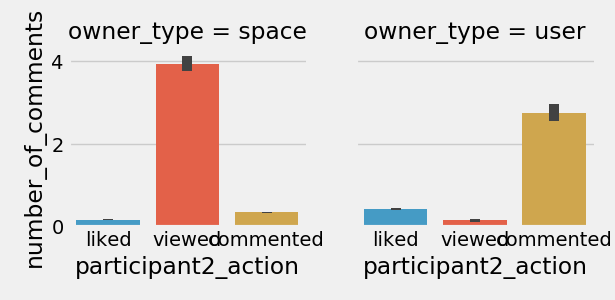 owner_type = space
owner_type = user
number_of_comments
4
2
0
liked viewed commented
liked viewed commented
participant2_action
participant2_action